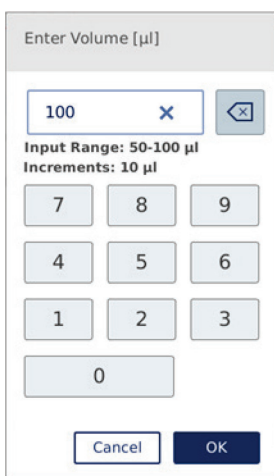 Enter Volume [µl]
100
Input Range: 50-100 µl
Increments: 10 µl
7 8 9
4 5 6
1 2 3
0
Cancel OK